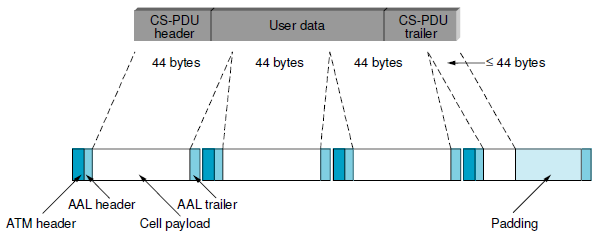 CS-PDU
header
User data
CS-PDU
trailer
44 bytes
44 bytes
44 bytes
≤ 44 bytes
AAL header
AAL trailer
ATM header
Cell payload
Padding